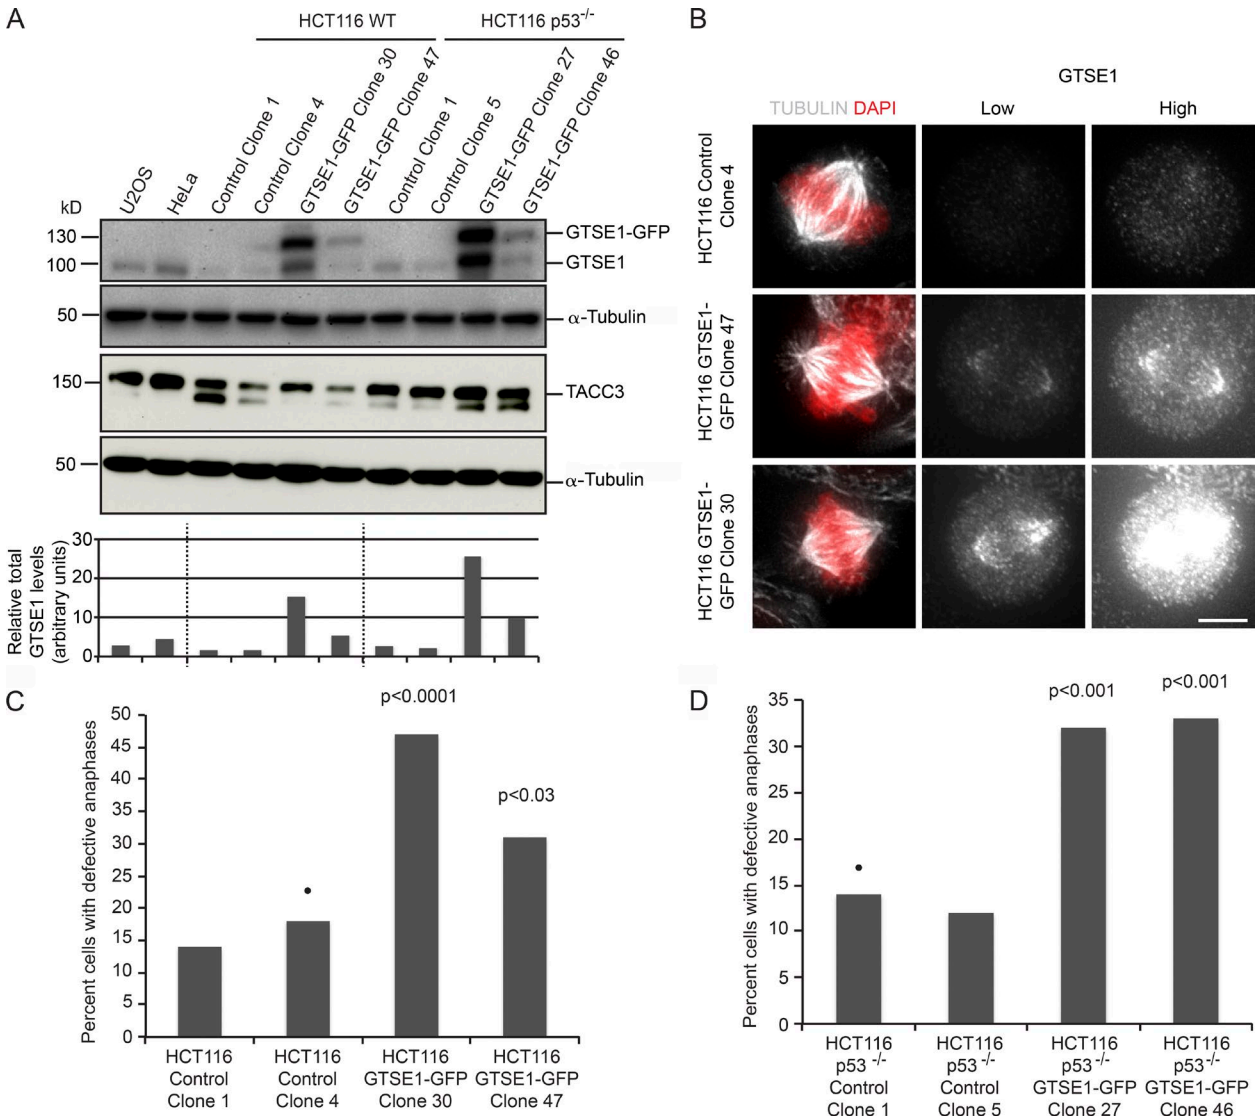 A
HCT116 WT
HCT116 p53-/-
U2OS
HeLa
Control Clone 1
Control Clone 4
GTSE1-GFP Clone 30
GTSE1-GFP Clone 47
Control Clone 1
Control Clone 5
GTSE1-GFP Clone 27
GTSE1-GFP Clone 46
kD
130
100
GTSE1-GFP
GTSE1
50
α-Tubulin
150
TACC3
50
α-Tubulin
Relative total
GTSE1 levels
(arbitrary units)
30
20
10
0
B
GTSE1
TUBULIN DAPI
Low
High
HCT116 Control
Clone 4
HCT116 GTSE1-
GFP Clone 47
HCT116 GTSE1-
GFP Clone 30
C
Percent cells with defective anaphases
50
45
40
35
30
25
20
15
10
5
0
p<0.0001
p<0.03
•
HCT116
Control
Clone 1
HCT116
Control
Clone 4
HCT116
GTSE1-GFP
Clone 30
HCT116
GTSE1-GFP
Clone 47
D
Percent cells with defective anaphases
35
30
25
20
15
10
5
0
p<0.001
p<0.001
•
HCT116
p53 -/-
Control
Clone 1
HCT116
p53 -/-
Control
Clone 5
HCT116
p53 -/-
GTSE1-GFP
Clone 27
HCT116
p53 -/-
GTSE1-GFP
Clone 46